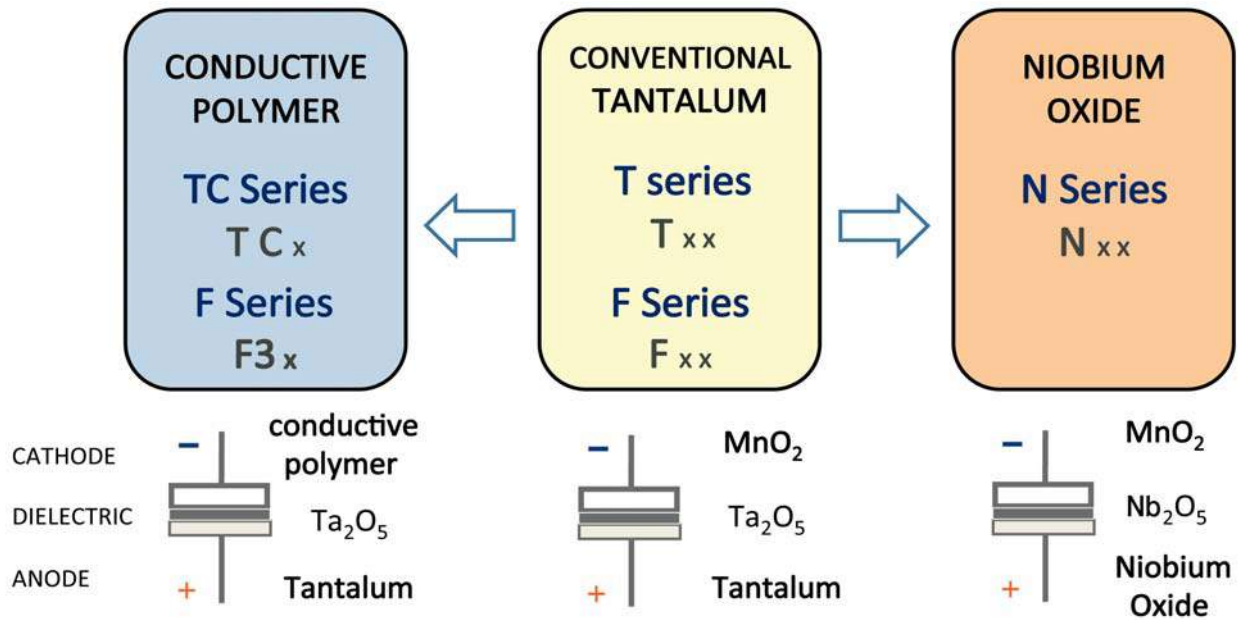 CONDUCTIVE
POLYMER
TC Series
T C x
F Series
F3 x
CONVENTIONAL
TANTALUM
T series
T x x
F Series
F x x
NIOBIUM
OXIDE
N Series
N x x
CATHODE
DIELECTRIC
ANODE
−
conductive
polymer
Ta₂O₅
+
Tantalum
−
MnO₂
Ta₂O₅
+
Tantalum
−
MnO₂
Nb₂O₅
+
Niobium
Oxide